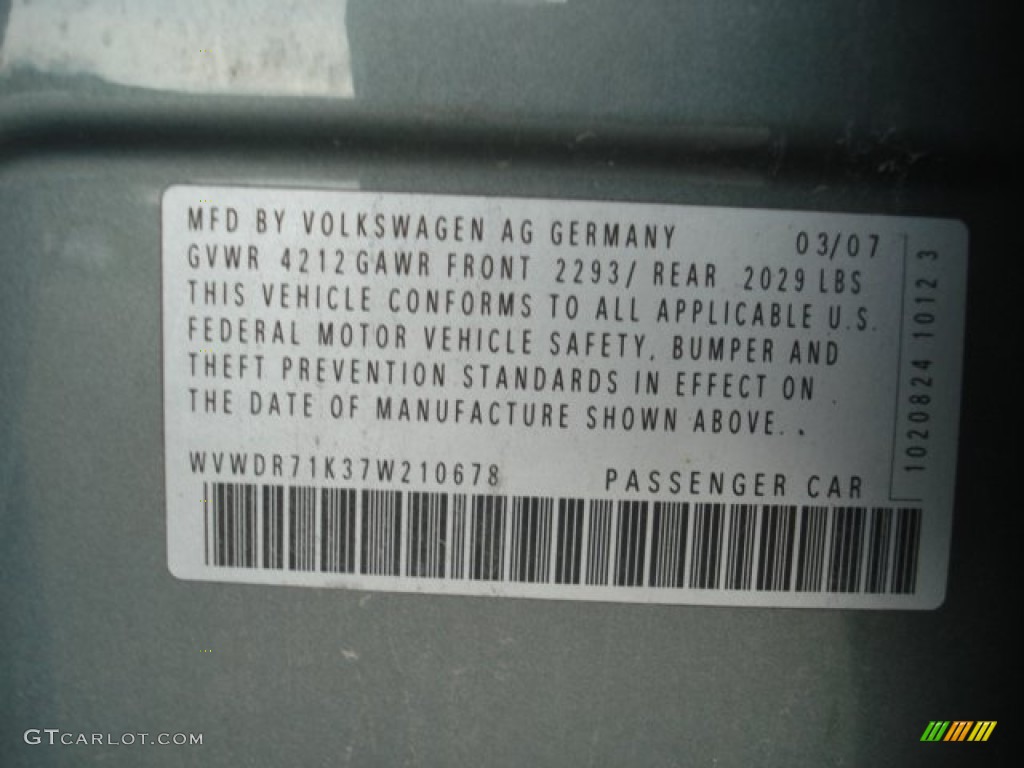 MFD BY VOLKSWAGEN AG GERMANY 03/07
GVWR 4212 GAWR FRONT 2293/ REAR 2029 LBS
THIS VEHICLE CONFORMS TO ALL APPLICABLE U.S.
FEDERAL MOTOR VEHICLE SAFETY, BUMPER AND
THEFT PREVENTION STANDARDS IN EFFECT ON
THE DATE OF MANUFACTURE SHOWN ABOVE. .
WVWDR71K37W210678 PASSENGER CAR
1020824 1012 3
GTCARLOT.COM